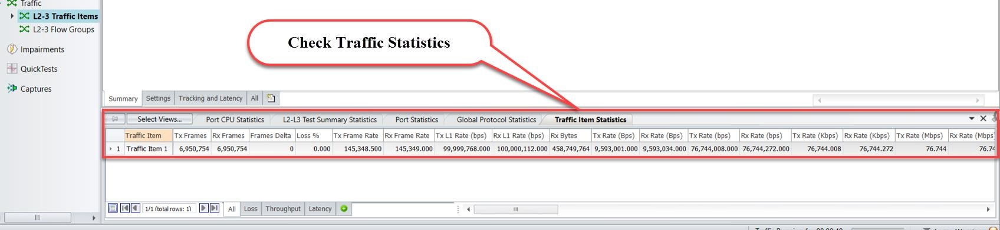 Traffic
L2-3 Traffic Items
L2-3 Flow Groups
Impairments
QuickTests
Captures
Check Traffic Statistics
Summary Settings Tracking and Latency All
Select Views... Port CPU Statistics L2-L3 Test Summary Statistics Port Statistics Global Protocol Statistics Traffic Item Statistics
Traffic Item Tx Frames Rx Frames Frames Delta Loss % Tx Frame Rate Rx Frame Rate Tx L1 Rate (bps) Rx L1 Rate (bps) Rx Bytes Tx Rate (Bps) Rx Rate (Bps) Tx Rate (bps) Rx Rate (bps) Tx Rate (Kbps) Rx Rate (Kbps) Tx Rate (Mbps) Rx Rate (Mbps)
1 Traffic Item 1 6,950,754 6,950,754 0 0.000 145,348.500 145,349.000 99,999,768.000 100,000,112.000 458,749,764 9,593,001.000 9,593,034.000 76,744,008.000 76,744,272.000 76,744.008 76,744.272 76.744 76.74
1/1 (total rows: 1) All Loss Throughput Latency